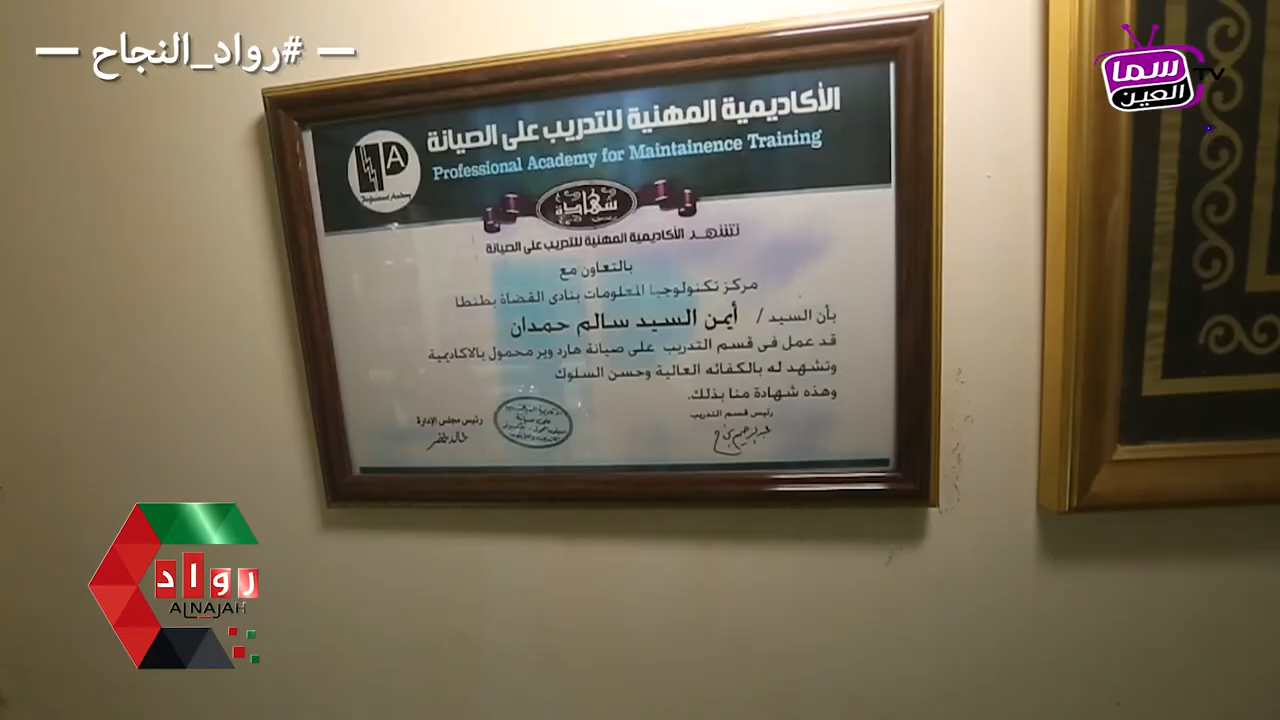 — #رواد_النجاح —
سما
العين
TV
الأكاديمية المهنية للتدريب على الصيانة
Professional Academy for Maintainence Training
A
Professional Academy
شهادة
تشهد الأكاديمية المهنية للتدريب على الصيانة
بالتعاون مع
مركز تكنولوجيا المعلومات بنادى القضاة بطنطا
بأن السيد / أيمن السيد سالم حمدان
قد عمل فى قسم التدريب على صيانة هارد وير محمول بالاكاديمية
وتشهد له بالكفائه العالية وحسن السلوك
وهذه شهادة منا بذلك.
رئيس قسم التدريب
رئيس مجلس الإدارة
رواد
ALNAJAH